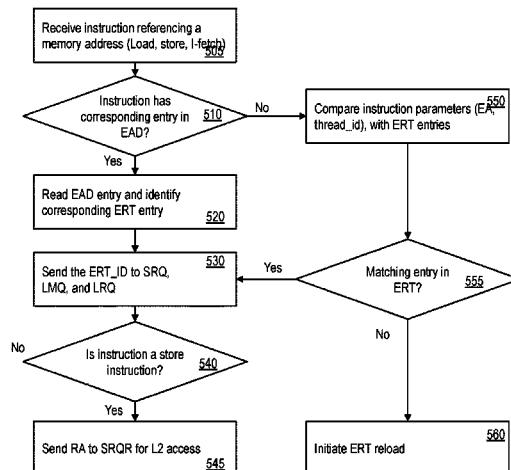 Receive instruction referencing a
memory address (Load, store, I-fetch)
505
Instruction has
corresponding entry in
EAD?
510
No
Yes
Compare instruction parameters (EA,
thread_id), with ERT entries
550
Read EAD entry and identify
corresponding ERT entry
520
Send the ERT_ID to SRQ,
LMQ, and LRQ
530
Yes
Matching entry in
ERT?
555
No
Is instruction a store
instruction?
540
No
Yes
Send RA to SRQR for L2 access
545
Initiate ERT reload
560